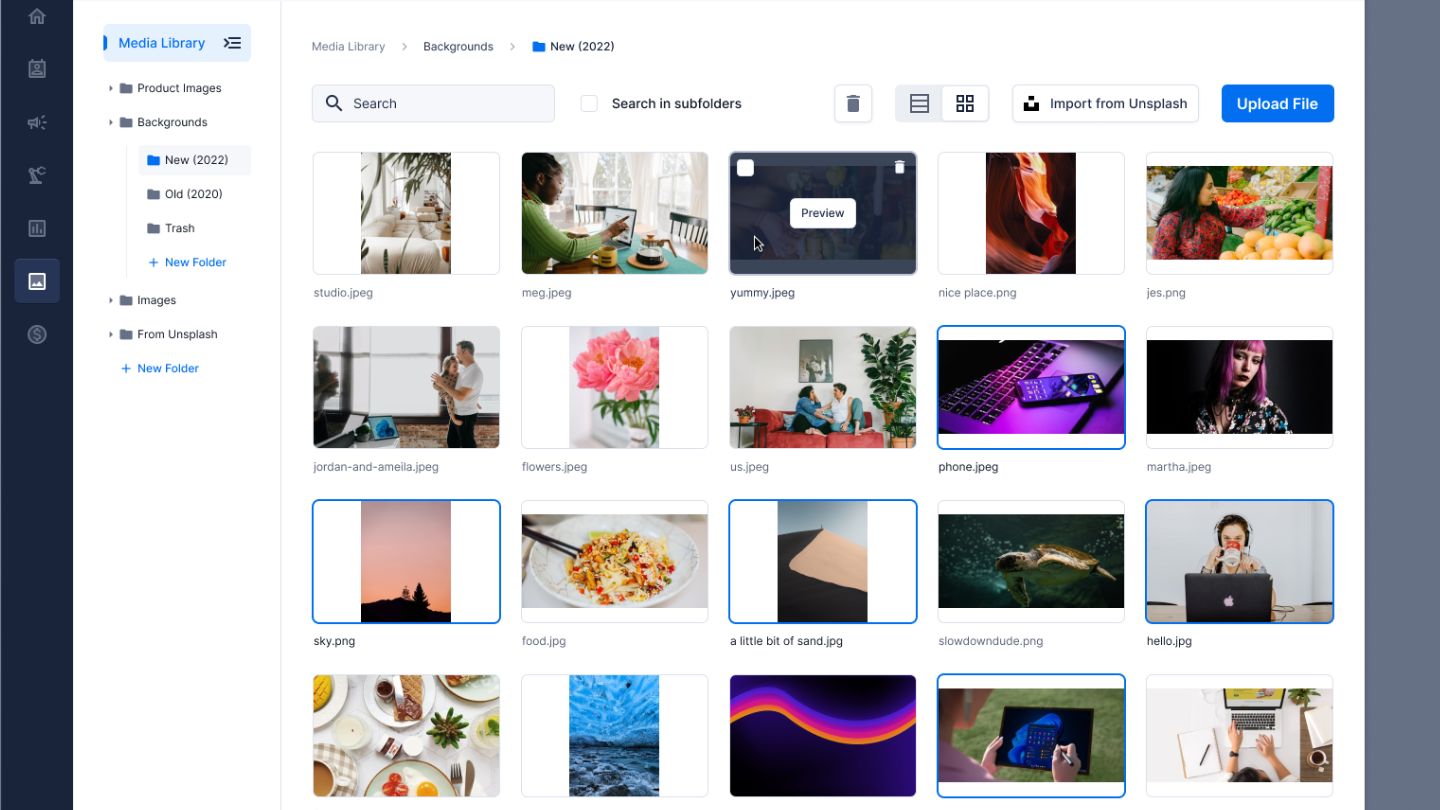 Media Library
Product Images
Backgrounds
New (2022)
Old (2020)
Trash
+ New Folder
Images
From Unsplash
+ New Folder
Media Library > Backgrounds > New (2022)
Search
Search in subfolders
Import from Unsplash
Upload File
Preview
studio.jpeg
meg.jpeg
yummy.jpeg
nice place.png
jes.png
jordan-and-ameila.jpeg
flowers.jpeg
us.jpeg
phone.jpeg
martha.jpeg
sky.png
food.jpg
a little bit of sand.jpg
slowdowndude.png
hello.jpg